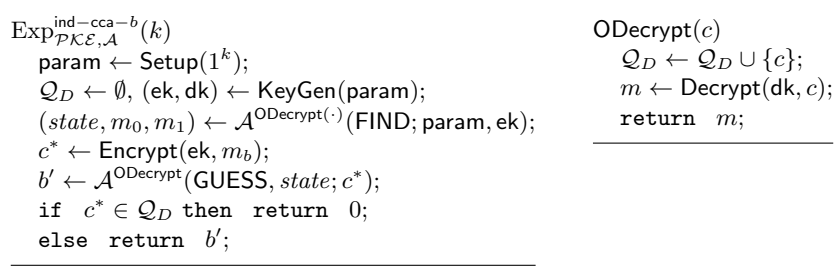 Exp^{ind−cca−b}_{PKE,A}(k)
param ← Setup(1^k);
Q_D ← ∅, (ek, dk) ← KeyGen(param);
(state, m_0, m_1) ← A^{ODecrypt(·)}(FIND; param, ek);
c* ← Encrypt(ek, m_b);
b′ ← A^{ODecrypt}(GUESS, state; c*);
if c* ∈ Q_D then return 0;
else return b′;
ODecrypt(c)
Q_D ← Q_D ∪ {c};
m ← Decrypt(dk, c);
return m;